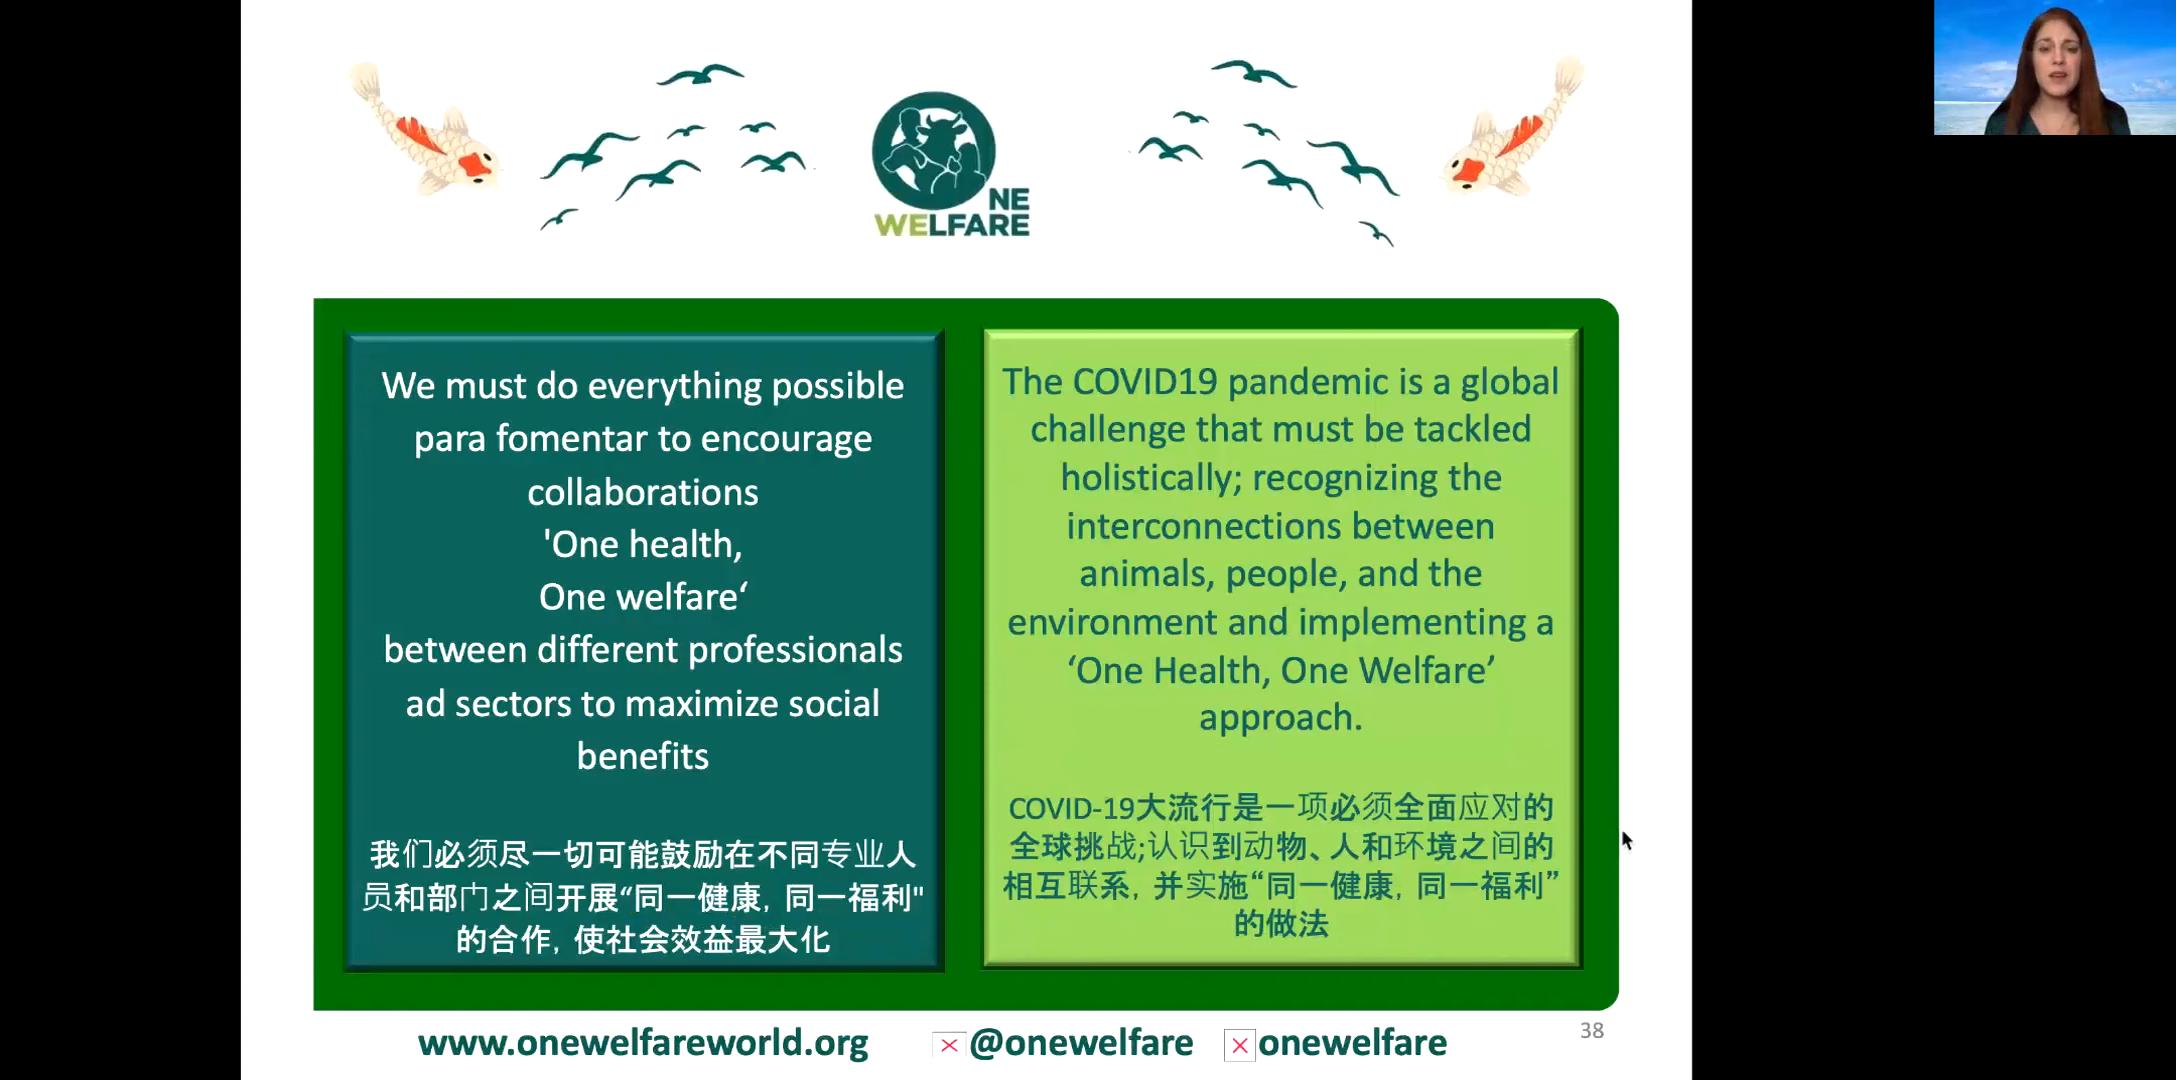 ONE
WELFARE
We must do everything possible
para fomentar to encourage
collaborations
'One health,
One welfare‘
between different professionals
ad sectors to maximize social
benefits
我们必须尽一切可能鼓励在不同专业人
员和部门之间开展“同一健康, 同一福利"
的合作, 使社会效益最大化
The COVID19 pandemic is a global
challenge that must be tackled
holistically; recognizing the
interconnections between
animals, people, and the
environment and implementing a
‘One Health, One Welfare’
approach.
COVID-19大流行是一项必须全面应对的
全球挑战;认识到动物、人和环境之间的
相互联系, 并实施“同一健康, 同一福利”
的做法
www.onewelfareworld.org @onewelfare onewelfare
38